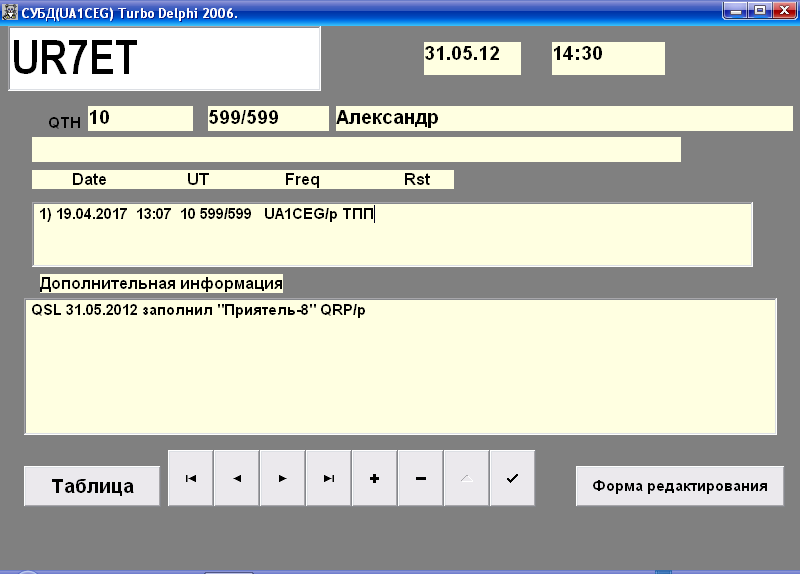 СУБД(UA1CEG) Turbo Delphi 2006.
UR7ET 31.05.12 14:30
QTH 10 599/599 Александр
Date UT Freq Rst
1) 19.04.2017 13:07 10 599/599 UA1CEG/p ТПП
Дополнительная информация
QSL 31.05.2012 заполнил "Приятель-8" QRP/p
Таблица Форма редактирования